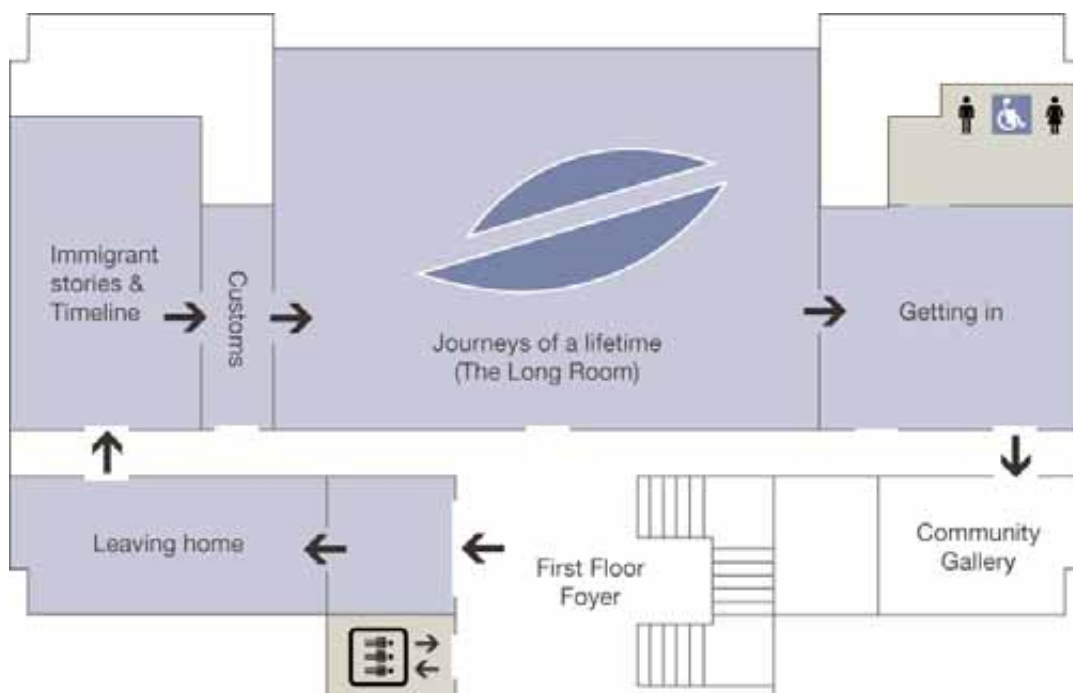 Immigrant
stories &
Timeline
Customs
Journeys of a lifetime
(The Long Room)
Getting in
Leaving home
First Floor
Foyer
Community
Gallery